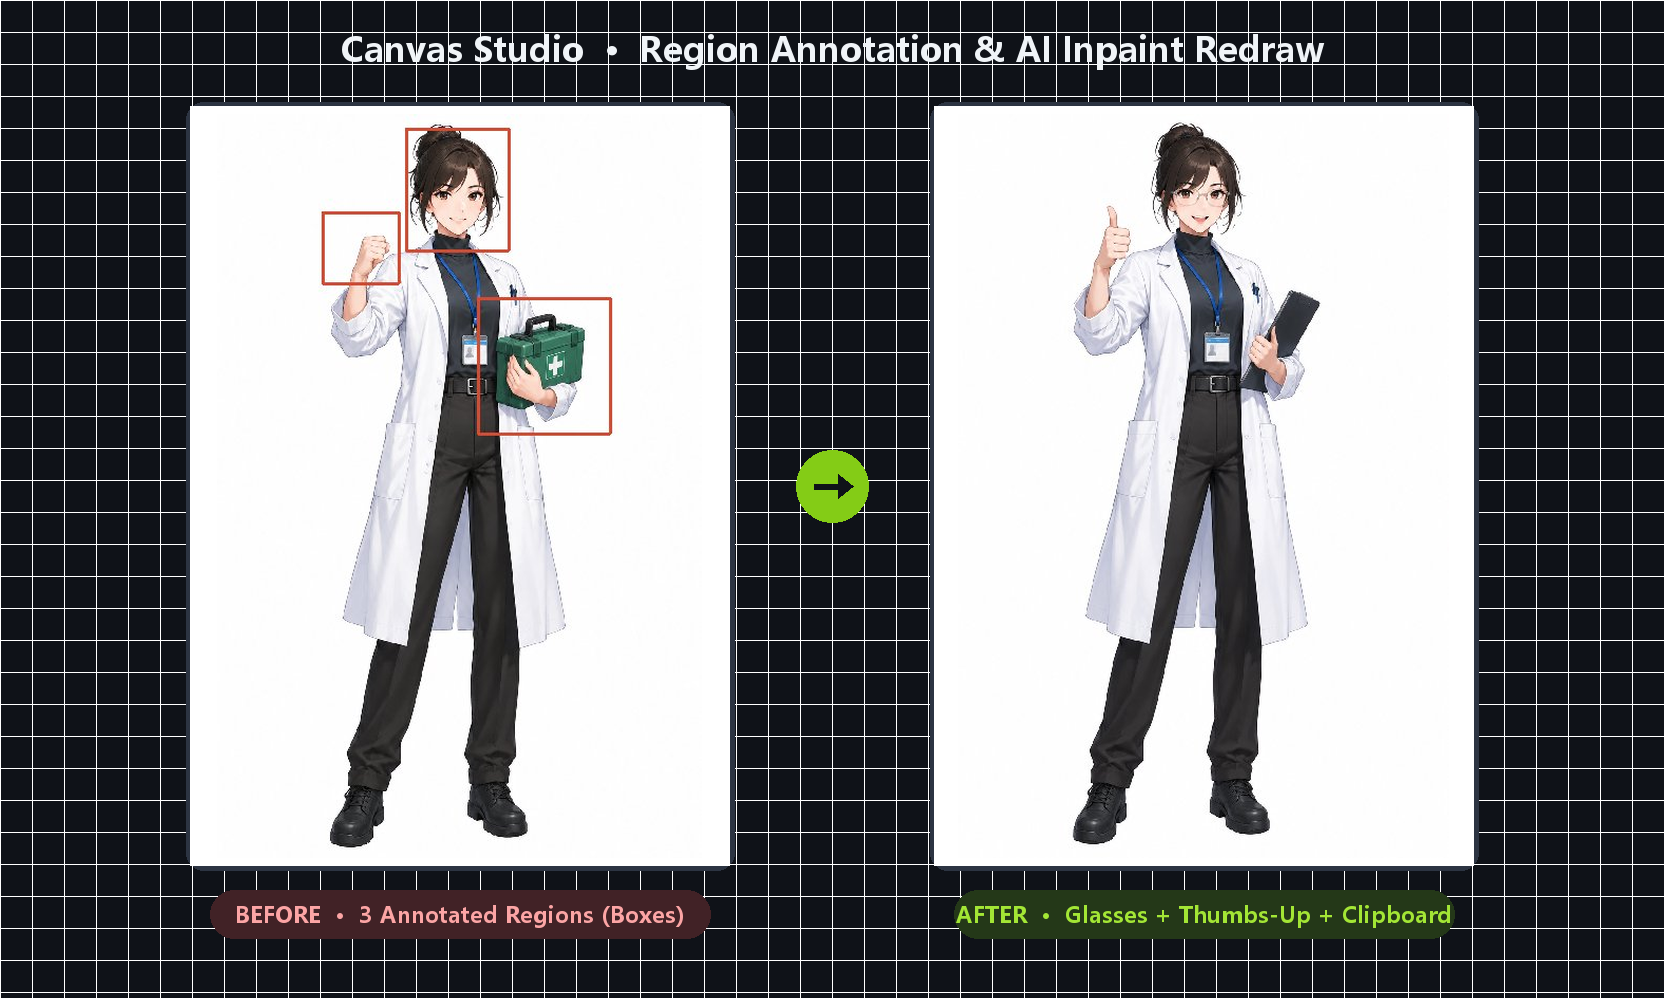 Canvas Studio • Region Annotation & AI Inpaint Redraw
BEFORE • 3 Annotated Regions (Boxes)
AFTER • Glasses + Thumbs-Up + Clipboard